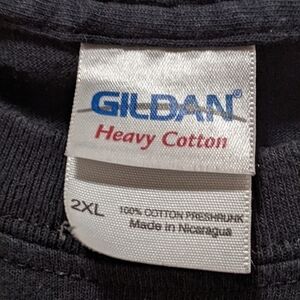 GILDAN®
Heavy Cotton
2XL
100% COTTON PRESHRUNK
Made in Nicaragua